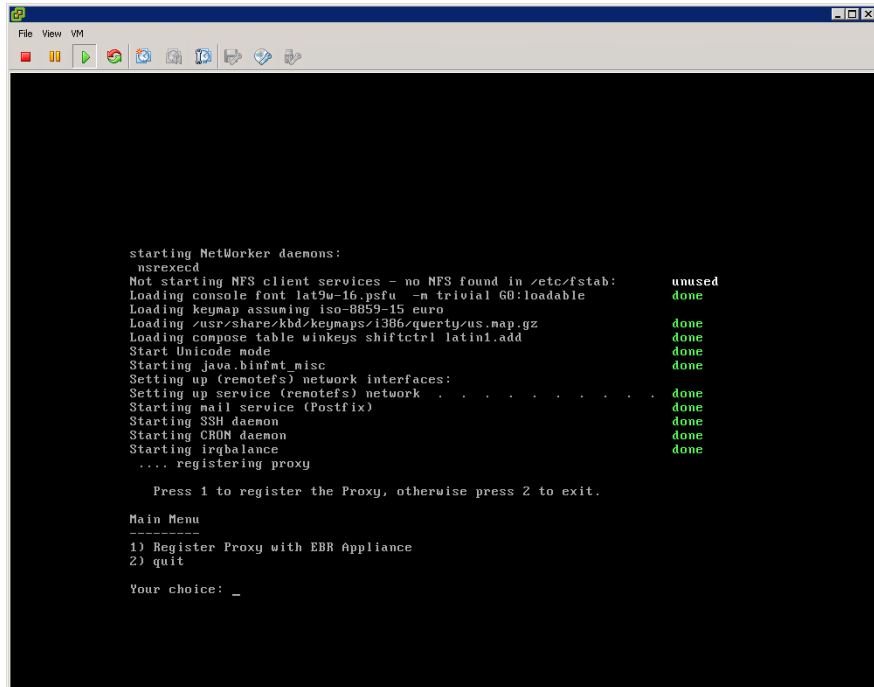 File View VM
starting NetWorker daemons:
nsrexecd
Not starting NFS client services - no NFS found in /etc/fstab: unused
Loading console font lat9w-16.psfu -m trivial G0:loadable done
Loading keymap assuming iso-8859-15 euro
Loading /usr/share/kbd/keymaps/i386/qwerty/us.map.gz done
Loading compose table winkeys shiftctrl latin1.add done
Start Unicode mode done
Starting java.binfmt_misc done
Setting up (remotefs) network interfaces:
Setting up service (remotefs) network . . . . . . . . . . done
Starting mail service (Postfix) done
Starting SSH daemon done
Starting CRON daemon done
Starting irqbalance done
.... registering proxy
Press 1 to register the Proxy, otherwise press 2 to exit.
Main Menu
---------
1) Register Proxy with EBR Appliance
2) quit
Your choice: _